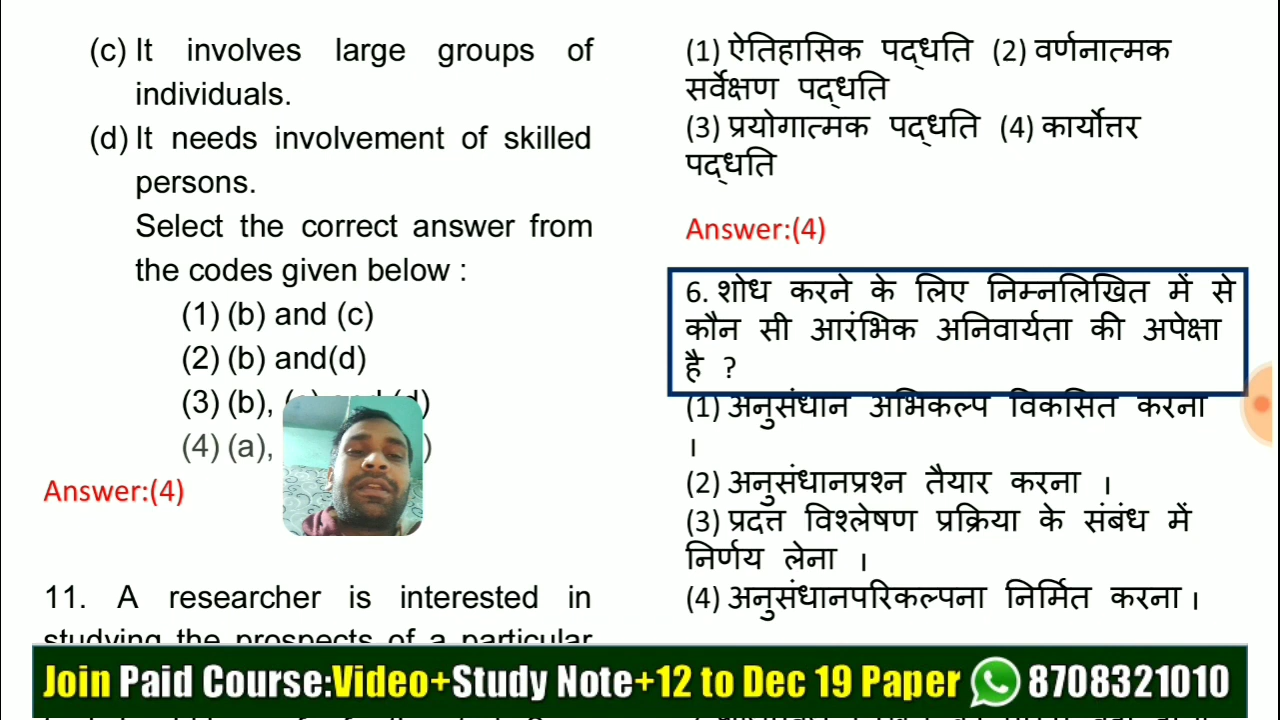 (c) It involves large groups of
individuals.
(d) It needs involvement of skilled
persons.
Select the correct answer from
the codes given below :
(1) (b) and (c)
(2) (b) and(d)
(3) (b),
(4) (a),
Answer:(4)
11. A researcher is interested in
studying the prospects of a particular
(1) ऐतिहासिक पद्धति (2) वर्णनात्मक
सर्वेक्षण पद्धति
(3) प्रयोगात्मक पद्धति (4) कार्योत्तर
पद्धति
Answer:(4)
6. शोध करने के लिए निम्नलिखित में से
कौन सी आरंभिक अनिवार्यता की अपेक्षा
है ?
(1) अनुसंधान अभिकल्प विकसित करना
।
(2) अनुसंधानप्रश्न तैयार करना ।
(3) प्रदत्त विश्लेषण प्रक्रिया के संबंध में
निर्णय लेना ।
(4) अनुसंधानपरिकल्पना निर्मित करना ।
Join Paid Course:Video+Study Note+12 to Dec 19 Paper 8708321010